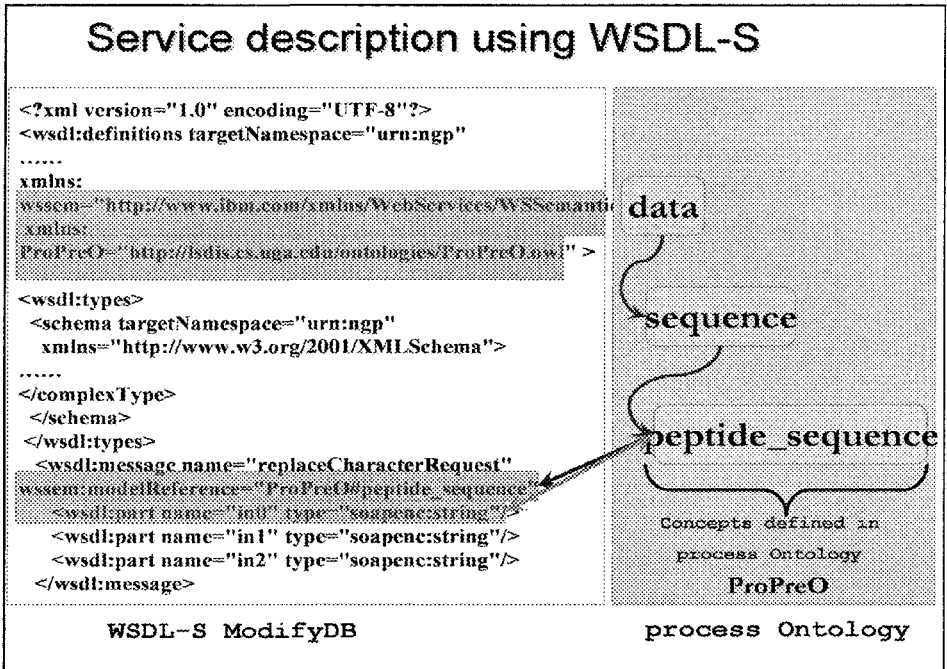 Service description using WSDL-S
<?xml version="1.0" encoding="UTF-8"?>
<wsdl:definitions targetNamespace="urn:ngp"
......
xmlns:
wssem="http://www.ibm.com/xmlns/WebServices/WSSemantic
xmlns:
ProPreO="http://lsdis.cs.uga.edu/ontologies/ProPreO.owl" >
<wsdl:types>
<schema targetNamespace="urn:ngp"
xmlns="http://www.w3.org/2001/XMLSchema">
......
</complexType>
</schema>
</wsdl:types>
<wsdl:message name="replaceCharacterRequest"
wssem:modelReference="ProPreO#peptide_sequence"
<wsdl:part name="in0" type="soapenc:string"/>
<wsdl:part name="in1" type="soapenc:string"/>
<wsdl:part name="in2" type="soapenc:string"/>
</wsdl:message>
WSDL-S ModifyDB
data
sequence
peptide_sequence
Concepts defined in
process Ontology
ProPreO
process Ontology